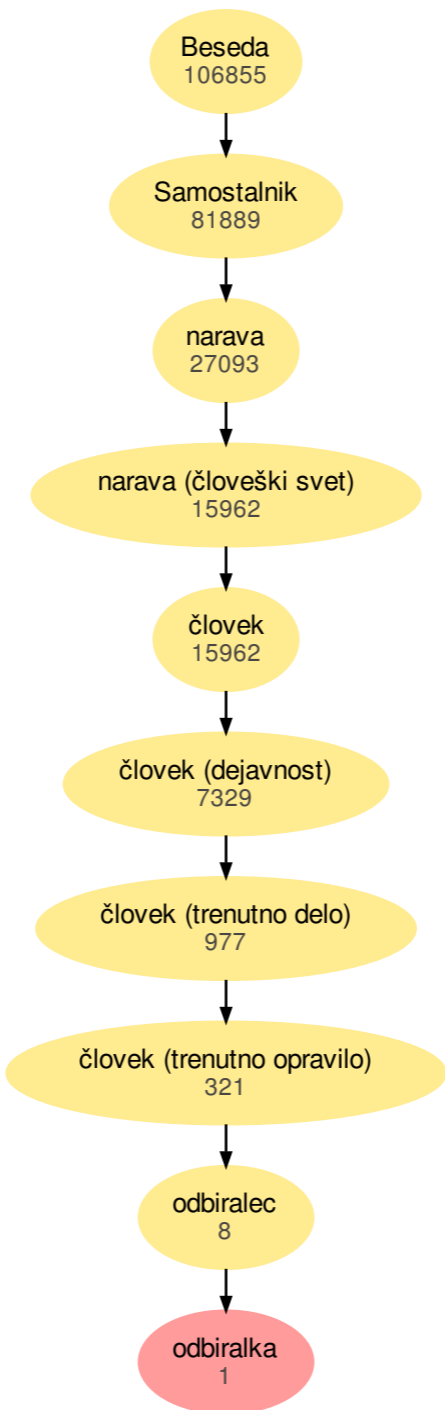 Beseda
106855
Samostalnik
81889
narava
27093
narava (človeški svet)
15962
človek
15962
človek (dejavnost)
7329
človek (trenutno delo)
977
človek (trenutno opravilo)
321
odbiralec
8
odbiralka
1